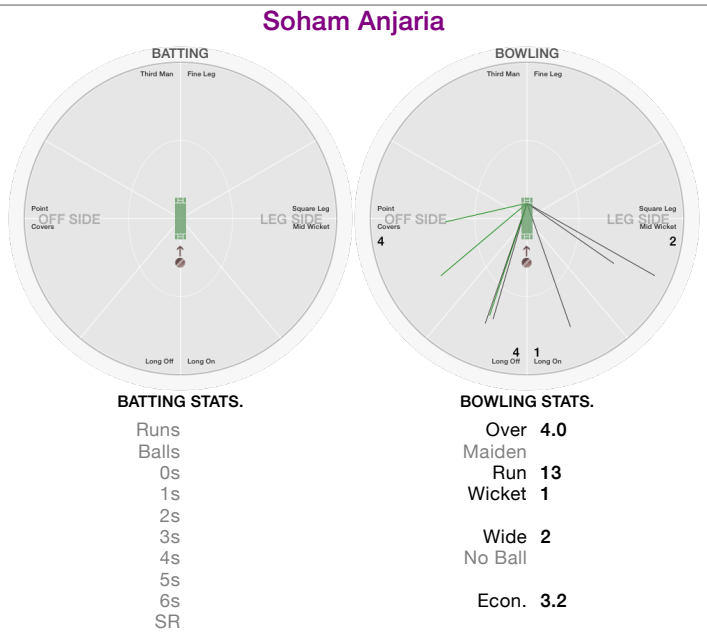 Soham Anjaria
BATTING
Third Man Fine Leg
Point
OFF SIDE
Covers
Square Leg
LEG SIDE
Mid Wicket
Long Off Long On
BATTING STATS.
Runs
Balls
0s
1s
2s
3s
4s
5s
6s
SR
BOWLING
Third Man Fine Leg
Point
OFF SIDE
Covers
4
Square Leg
LEG SIDE
Mid Wicket
2
4 1
Long Off Long On
BOWLING STATS.
Over 4.0
Maiden
Run 13
Wicket 1
Wide 2
No Ball
Econ. 3.2